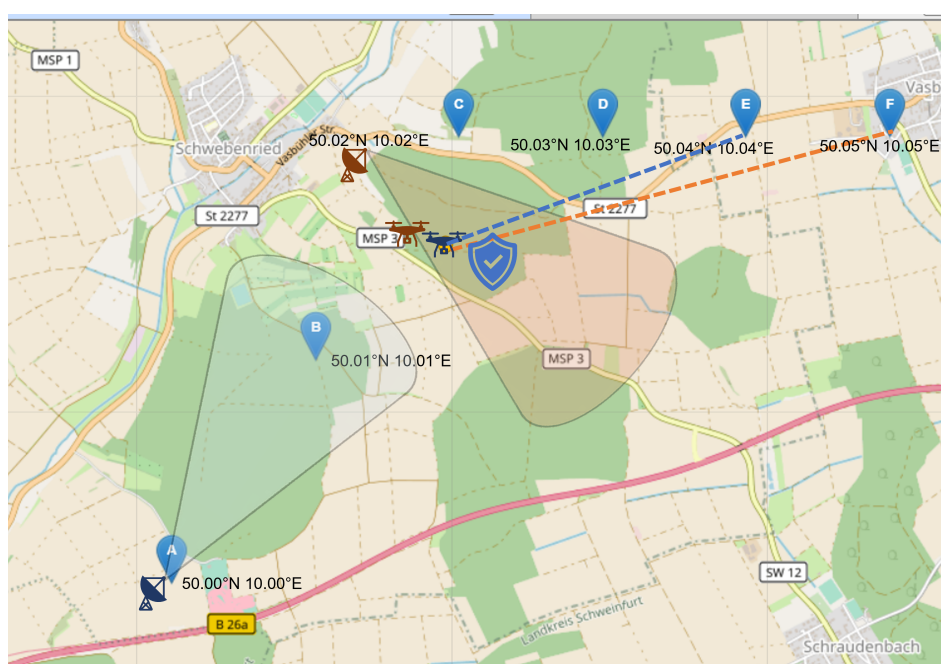 MSP 1
C
D
E
F
Vasb
Schwebenried
Vasbühler Str.
50.02°N 10.02°E
50.03°N 10.03°E
50.04°N 10.04°E
50.05°N 10.05°E
St 2277
St 2277
MSP 3
B
50.01°N 10.01°E
MSP 3
A
50.00°N 10.00°E
SW 12
B 26a
Landkreis Schweinfurt
Schraudenbach